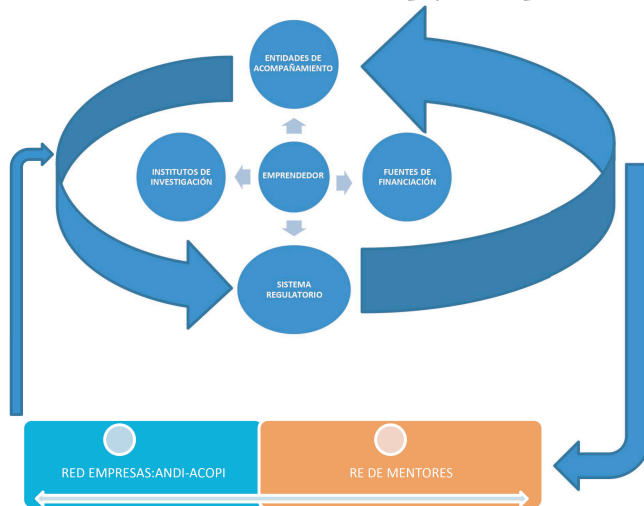 ENTIDADES
DE
ACOMPAÑAMIENTO
INSTITUTOS DE
INVESTIGACIÓN
EMPRENDEDOR
FUENTES DE
FINANCIACIÓN
SISTEMA
REGULATORIO
RED EMPRESAS:ANDI-ACOPI
RE DE MENTORES